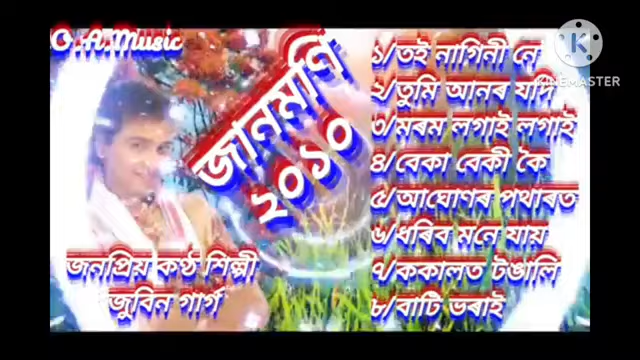 O.A.Music
জানমণি
২০১০
জনপ্ৰিয় কণ্ঠ শিল্পী
জুবিন গাৰ্গ
১/তই নাগিনী নে
২/তুমি আনৰ যদি
৩/মৰম লগাই লগাই
৪/বেকা বেকী কৈ
৫/আঘোণৰ পথাৰত
৬/ধৰিব মনে যায়
৭/ককালত টঙালি
৮/বাটি ভৰাই
KINEMASTER